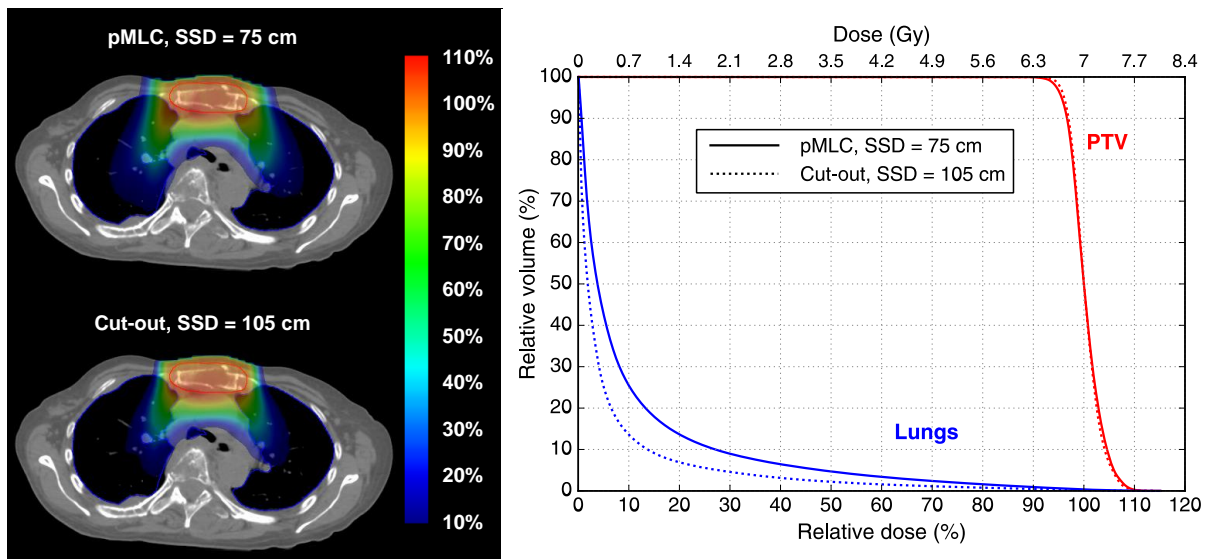 pMLC, SSD = 75 cm
110%
100%
90%
80%
70%
60%
50%
40%
30%
20%
10%
Cut-out, SSD = 105 cm
Dose (Gy)
0 0.7 1.4 2.1 2.8 3.5 4.2 4.9 5.6 6.3 7 7.7 8.4
Relative volume (%)
100
90
80
70
60
50
40
30
20
10
0
pMLC, SSD = 75 cm
Cut-out, SSD = 105 cm
PTV
Lungs
0 10 20 30 40 50 60 70 80 90 100 110 120
Relative dose (%)